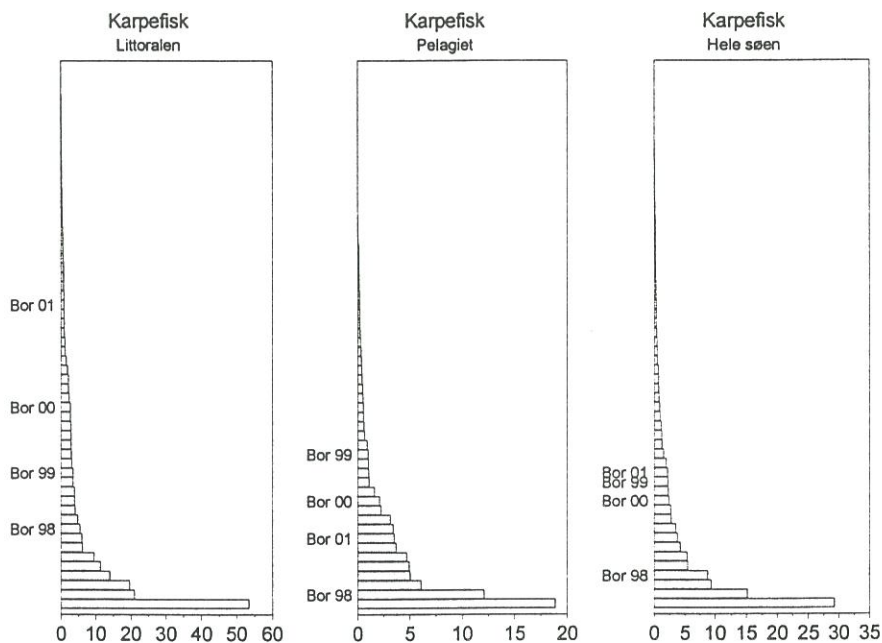 Karpefisk
Littoralen
Bor 01
Bor 00
Bor 99
Bor 98
0 10 20 30 40 50 60
Karpefisk
Pelagiet
Bor 99
Bor 00
Bor 01
Bor 98
0 5 10 15 20
Karpefisk
Hele søen
Bor 01
Bor 99
Bor 00
Bor 98
0 5 10 15 20 25 30 35